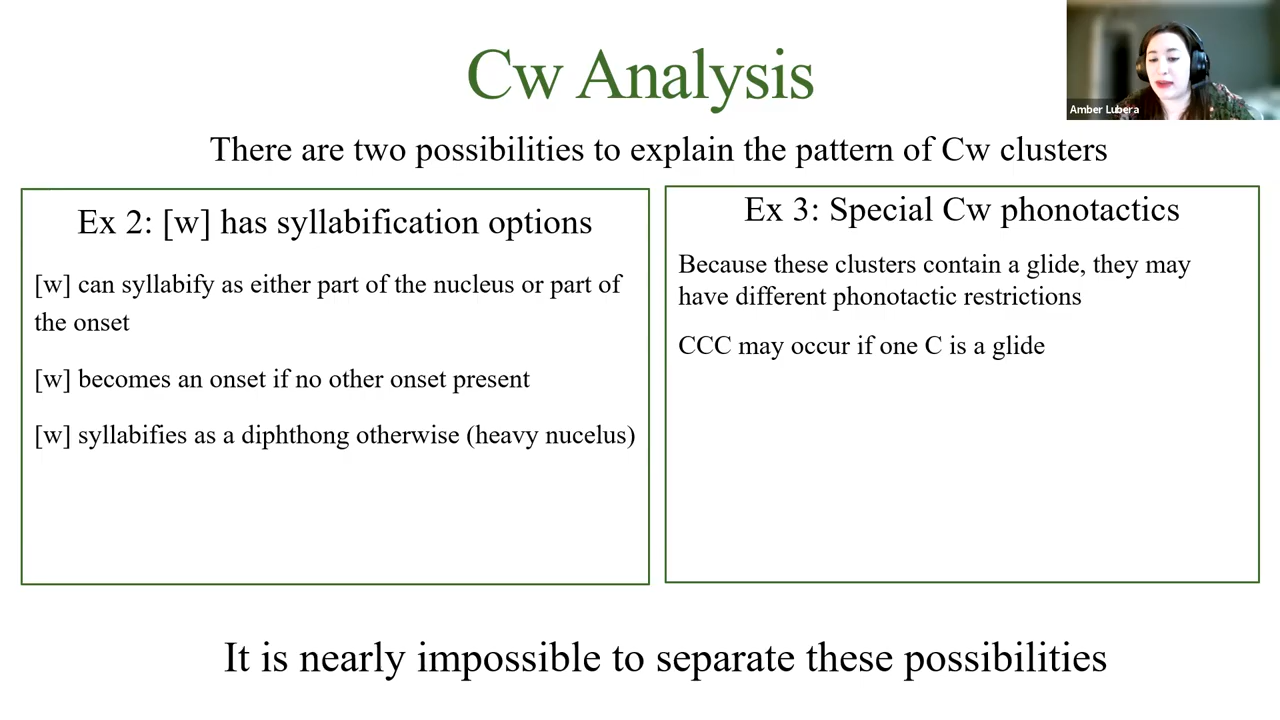 Cw Analysis
Amber Lubera
There are two possibilities to explain the pattern of Cw clusters
Ex 2: [w] has syllabification options
[w] can syllabify as either part of the nucleus or part of
the onset
[w] becomes an onset if no other onset present
[w] syllabifies as a diphthong otherwise (heavy nucelus)
Ex 3: Special Cw phonotactics
Because these clusters contain a glide, they may
have different phonotactic restrictions
CCC may occur if one C is a glide
It is nearly impossible to separate these possibilities